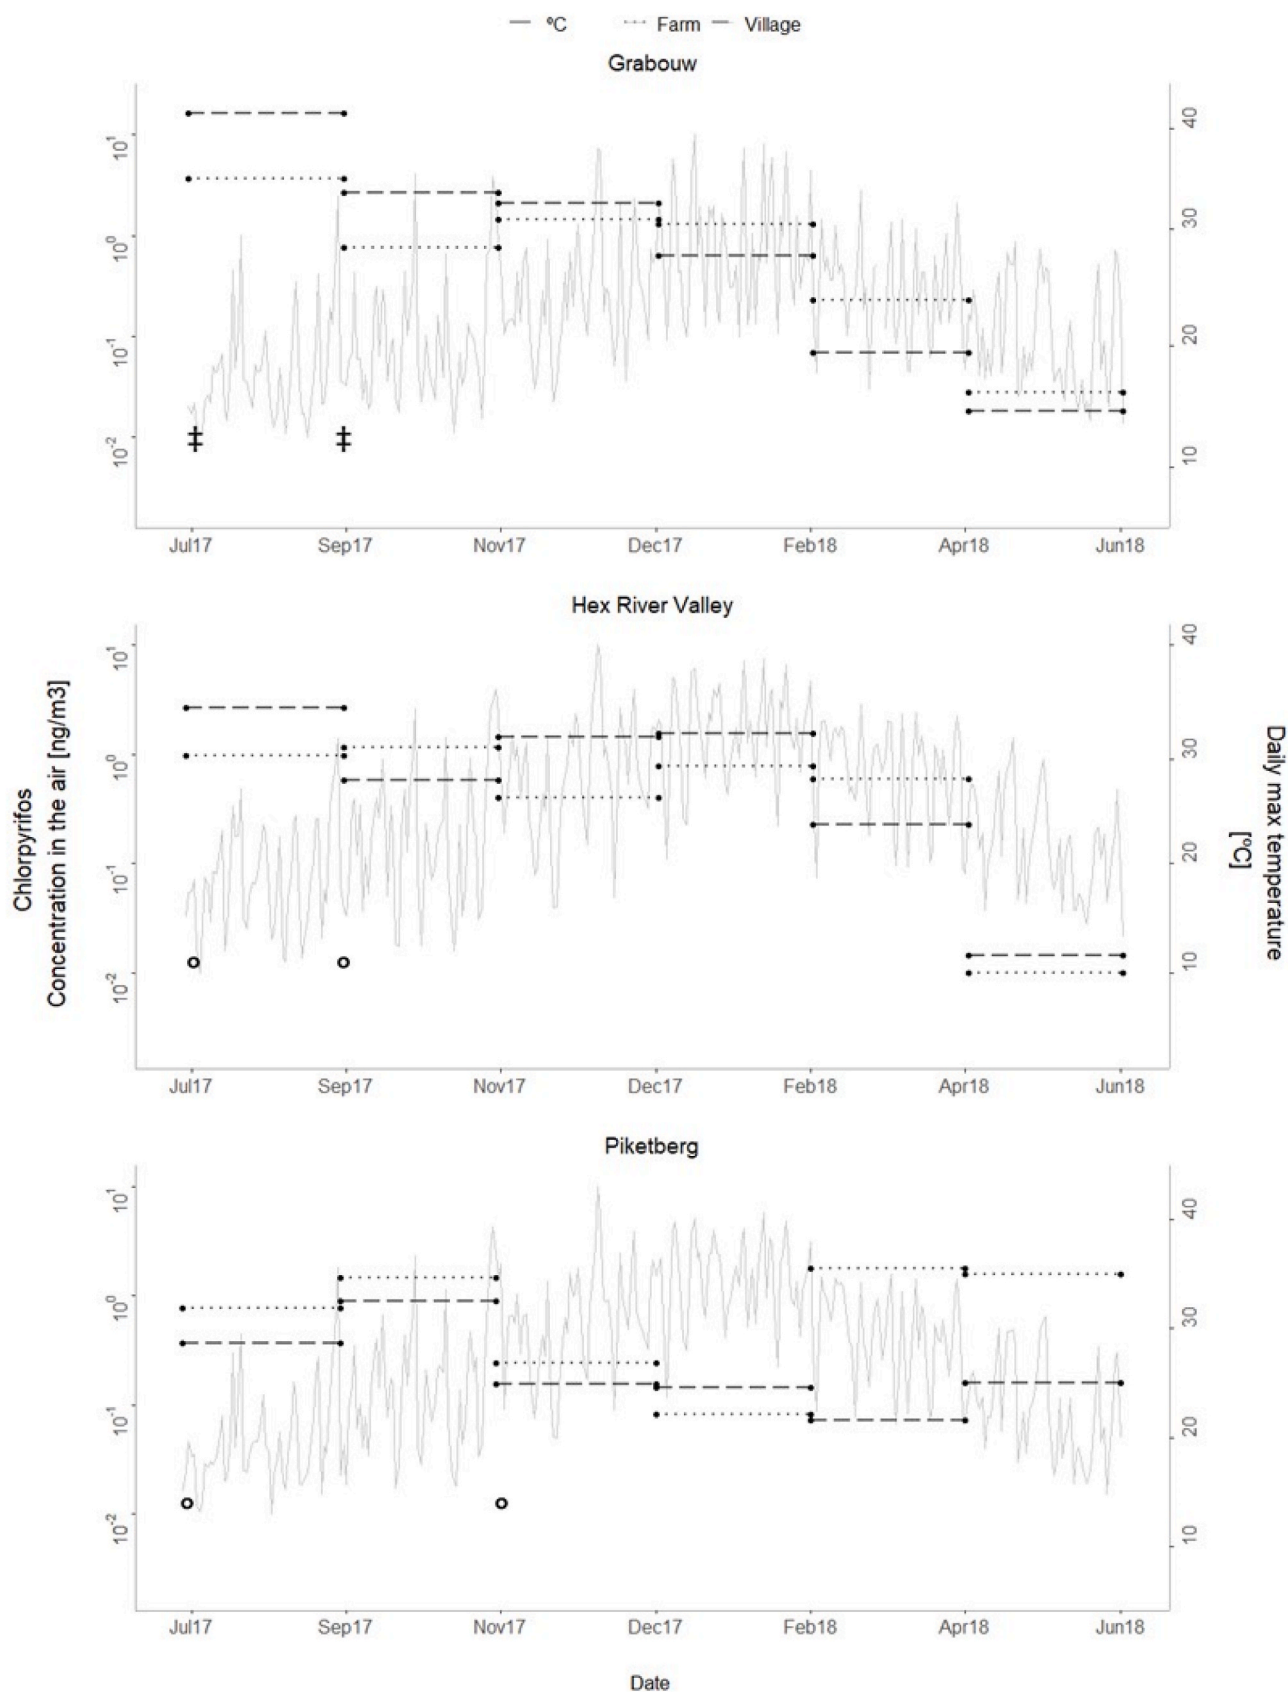 ºC Farm Village
Grabouw
10¹
10⁰
10⁻¹
10⁻²
40
30
20
10
Jul17 Sep17 Nov17 Dec17 Feb18 Apr18 Jun18
Hex River Valley
Chlorpyrifos
Concentration in the air [ng/m3]
10¹
10⁰
10⁻¹
10⁻²
40
30
20
10
Daily max temperature
[ºC]
Jul17 Sep17 Nov17 Dec17 Feb18 Apr18 Jun18
Piketberg
10¹
10⁰
10⁻¹
10⁻²
40
30
20
10
Jul17 Sep17 Nov17 Dec17 Feb18 Apr18 Jun18
Date